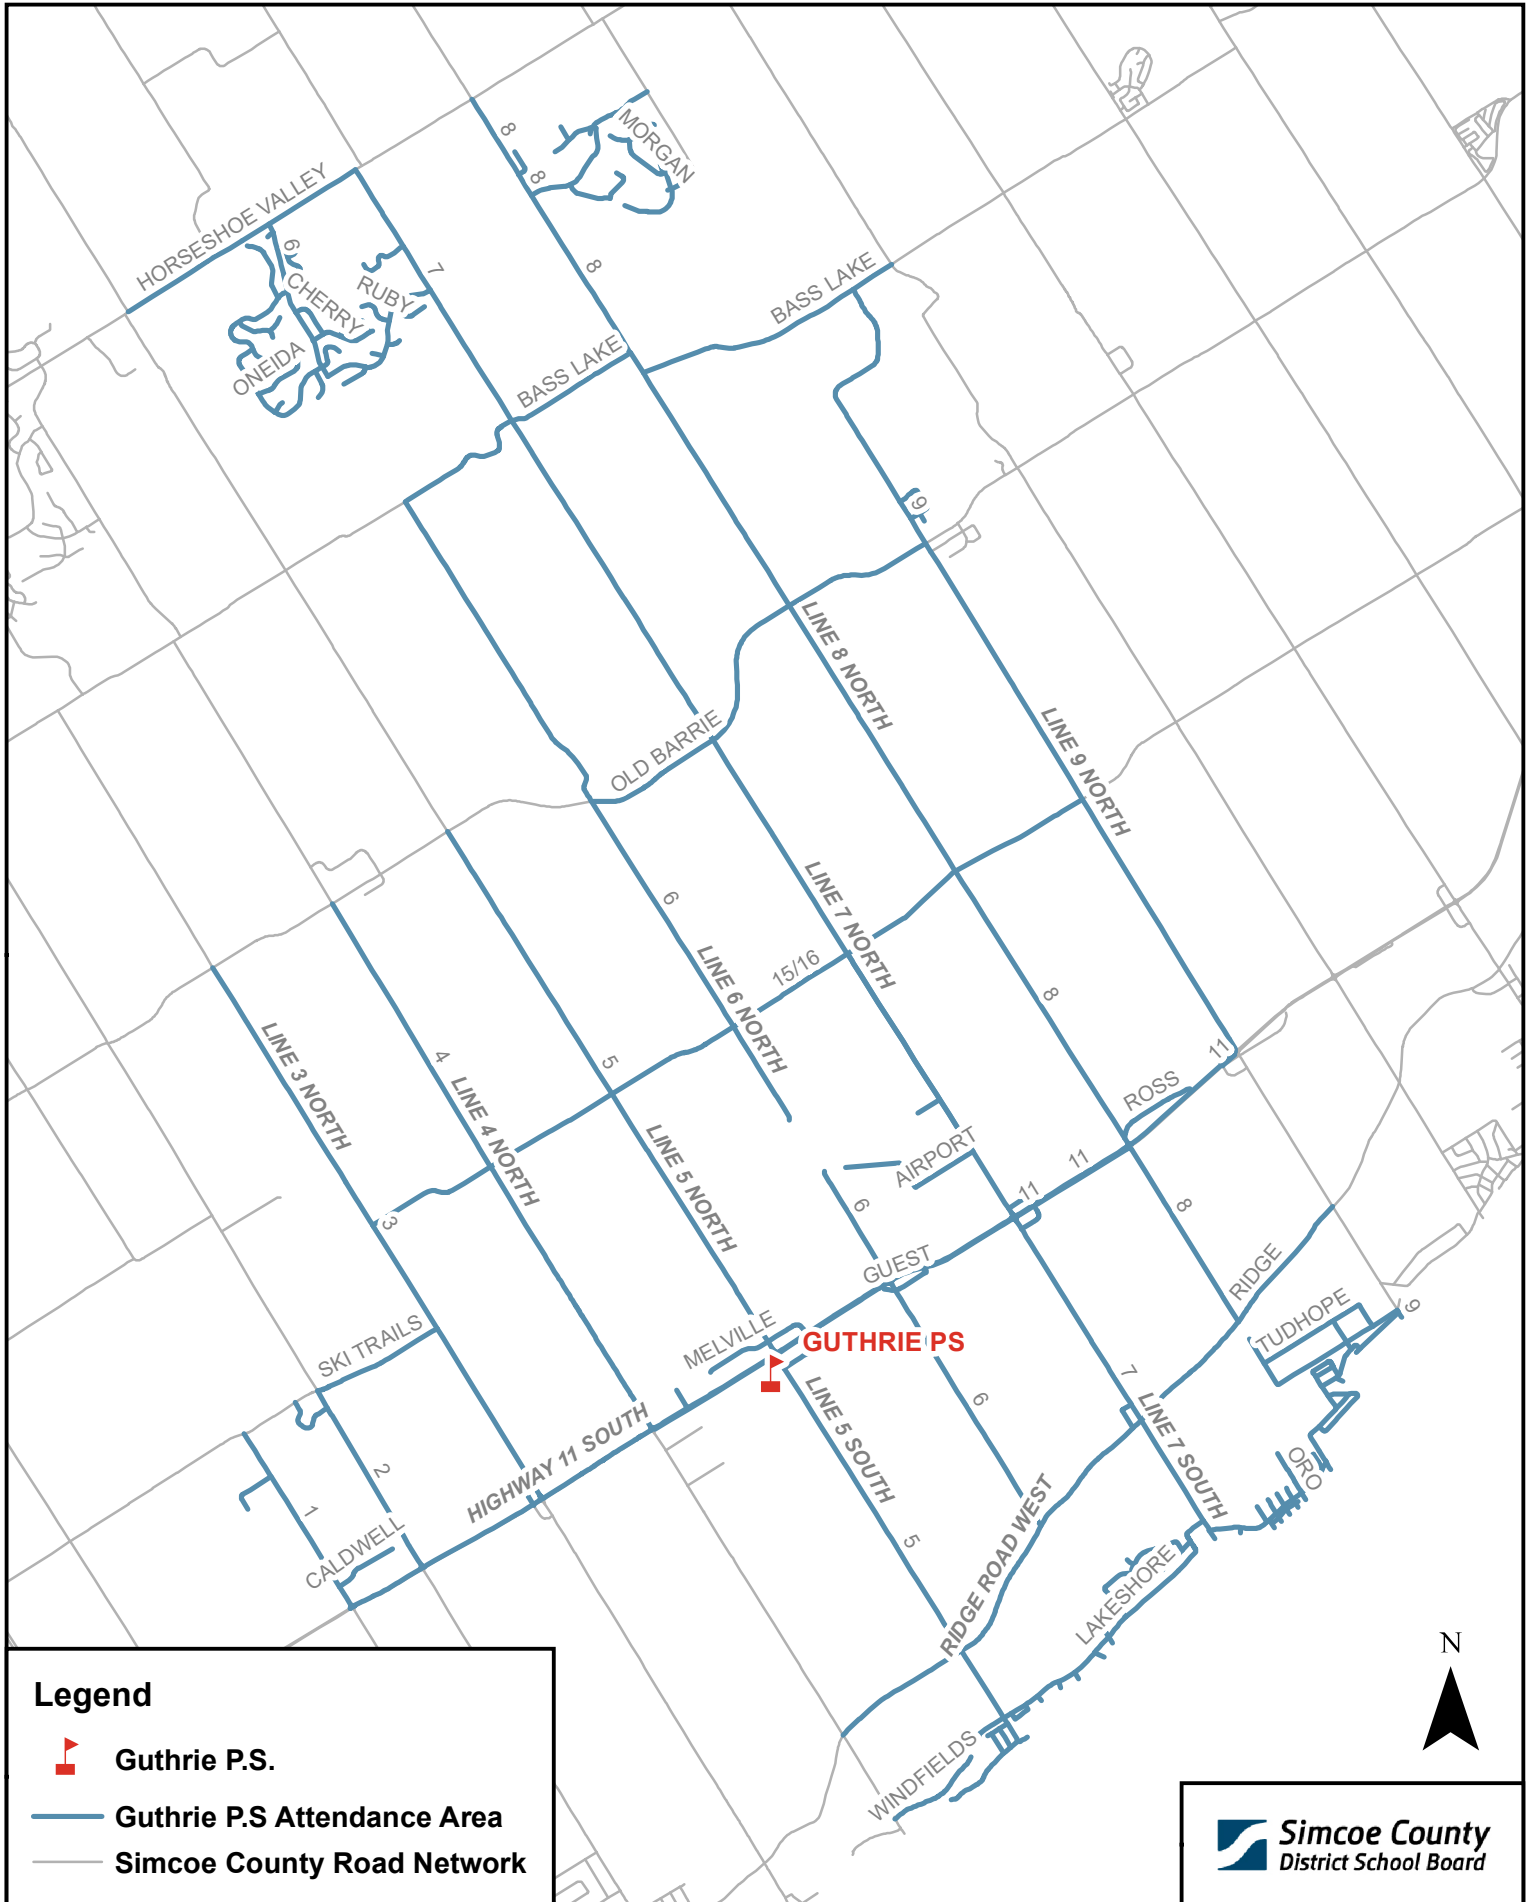 8
MORGAN
8
HORSESHOE VALLEY
6
7
8
CHERRY
RUBY
BASS LAKE
ONEIDA
BASS LAKE
9
LINE 8 NORTH
OLD BARRIE
LINE 9 NORTH
6
LINE 7 NORTH
LINE 6 NORTH
15/16
8
LINE 3 NORTH
4
5
11
LINE 4 NORTH
ROSS
LINE 5 NORTH
AIRPORT
11
3
6
11
8
GUEST
RIDGE
SKI TRAILS
MELVILLE
GUTHRIE PS
TUDHOPE
9
7
HIGHWAY 11 SOUTH
LINE 5 SOUTH
6
LINE 7 SOUTH
2
ORO
1
CALDWELL
5
RIDGE ROAD WEST
LAKESHORE
WINDFIELDS
N
Legend
Guthrie P.S.
Guthrie P.S Attendance Area
Simcoe County Road Network
Simcoe County
District School Board